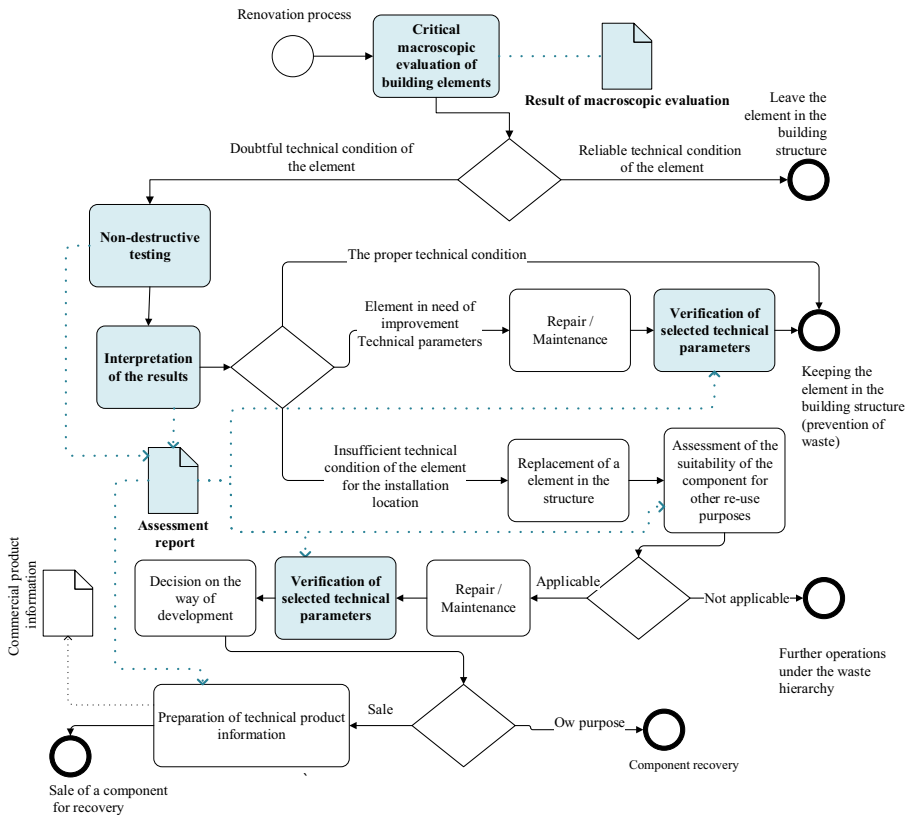 Renovation process
Critical
macroscopic
evaluation of
building elements
Result of macroscopic evaluation
Leave the
element in the
building
structure
Doubtful technical condition of
the element
Reliable technical condition
of the element
Non-destructive
testing
The proper technical condition
Element in need of
improvement
Technical parameters
Repair /
Maintenance
Verification of
selected technical
parameters
Interpretation
of the results
Keeping the
element in the
building structure
(prevention of
waste)
Insufficient technical
condition of the element
for the installation
location
Replacement of a
element in the
structure
Assessment of the
suitability of the
component for
other re-use
purposes
Assessment
report
Commercial product
information
Decision on the
way of
development
Verification of
selected technical
parameters
Repair /
Maintenance
Applicable
Not applicable
Further operations
under the waste
hierarchy
Preparation of technical product
information
Sale
Ow purpose
Component recovery
Sale of a component
for recovery